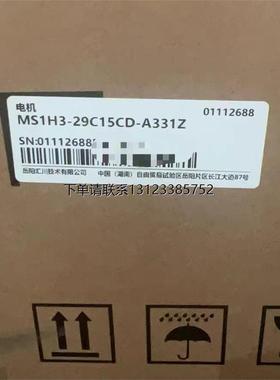 电机
MS1H3-29C15CD-A331Z
01112688
SN:01112688
下单请联系13123385752
岳阳汇川技术有限公司
中国（湖南）自由贸易试验区岳阳片区长江大道87号